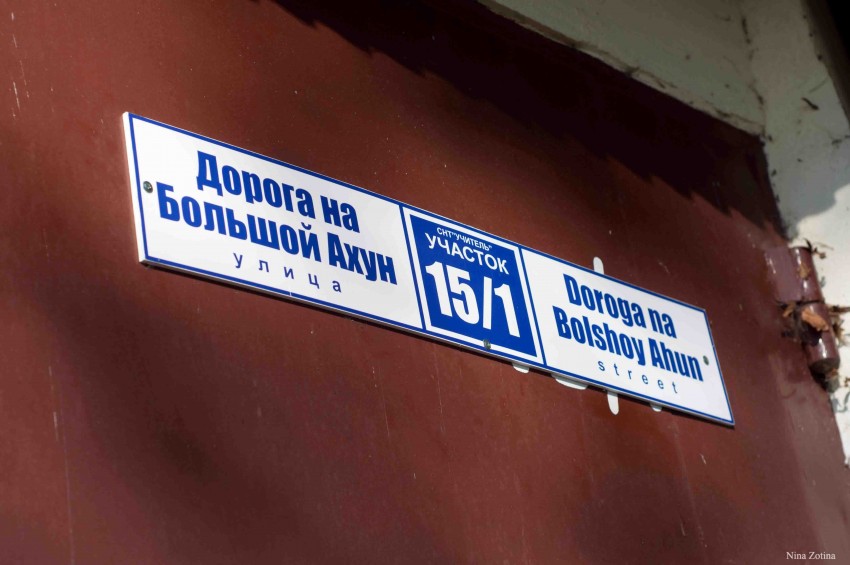 Дорога на
Большой Ахун
улица
СНТ"УЧИТЕЛЬ"
УЧАСТОК
15/1
Doroga na
Bolshoy Ahun
street
Nina Zotina